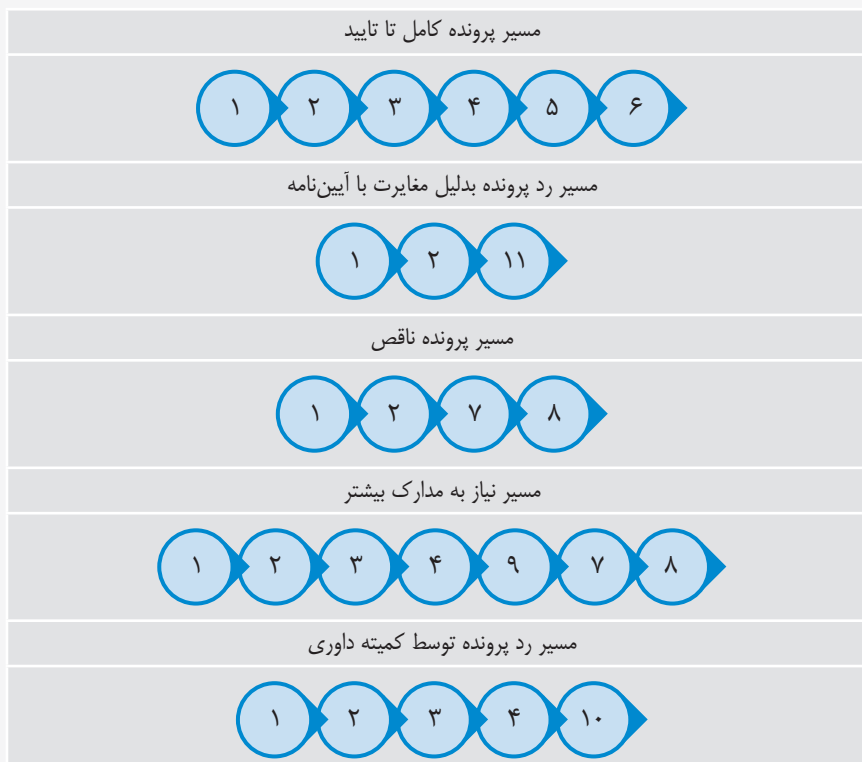 مسیر پرونده کامل تا تایید
۱ ۲ ۳ ۴ ۵ ۶
مسیر رد پرونده بدلیل مغایرت با آیین‌نامه
۱ ۲ ۱۱
مسیر پرونده ناقص
۱ ۲ ۷ ۸
مسیر نیاز به مدارک بیشتر
۱ ۲ ۳ ۴ ۹ ۷ ۸
مسیر رد پرونده توسط کمیته داوری
۱ ۲ ۳ ۴ ۱۰